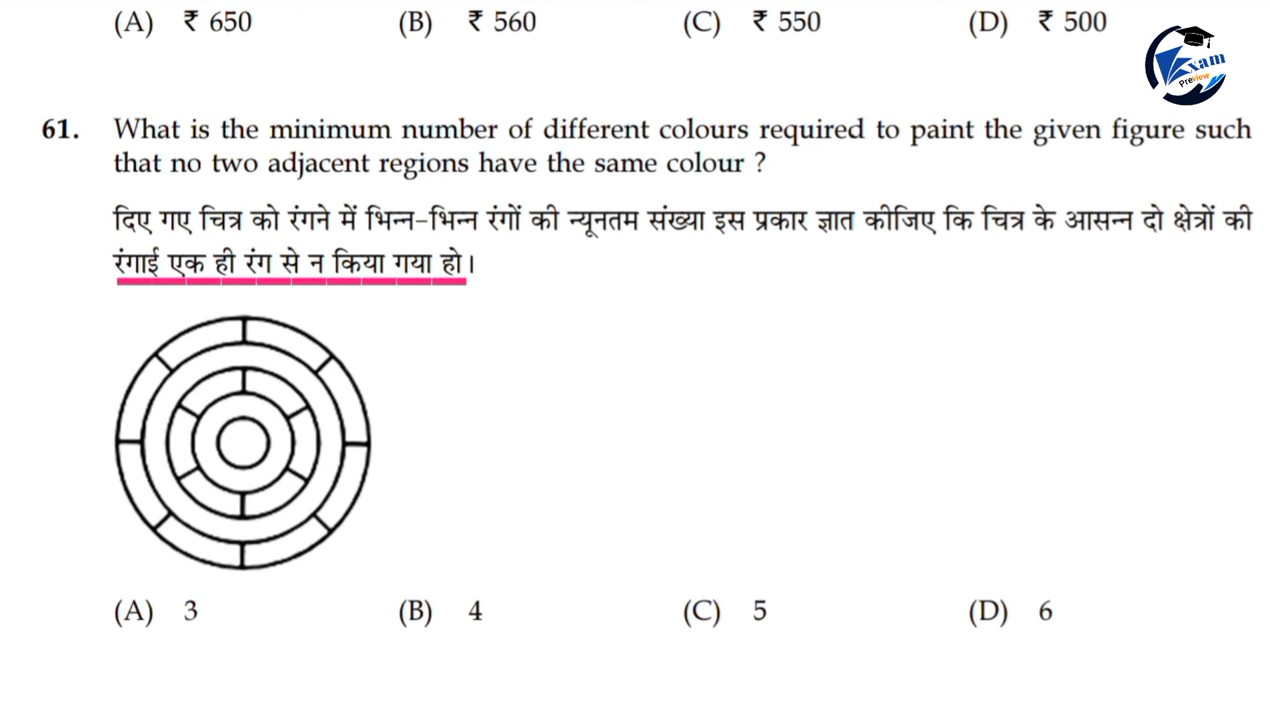 (A) ₹ 650 (B) ₹ 560 (C) ₹ 550 (D) ₹ 500
Exam
Preview
61. What is the minimum number of different colours required to paint the given figure such
that no two adjacent regions have the same colour ?
दिए गए चित्र को रंगने में भिन्न-भिन्न रंगों की न्यूनतम संख्या इस प्रकार ज्ञात कीजिए कि चित्र के आसन्न दो क्षेत्रों की
रंगाई एक ही रंग से न किया गया हो।
(A) 3 (B) 4 (C) 5 (D) 6